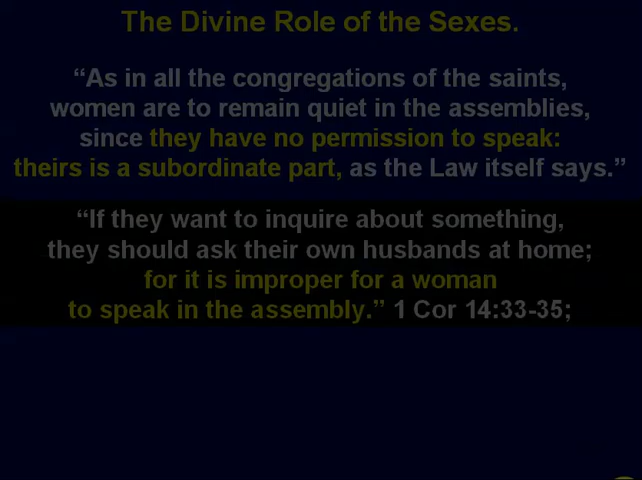 The Divine Role of the Sexes.
“As in all the congregations of the saints,
women are to remain quiet in the assemblies,
since they have no permission to speak:
theirs is a subordinate part, as the Law itself says.”
“If they want to inquire about something,
they should ask their own husbands at home;
for it is improper for a woman
to speak in the assembly.” 1 Cor 14:33-35;